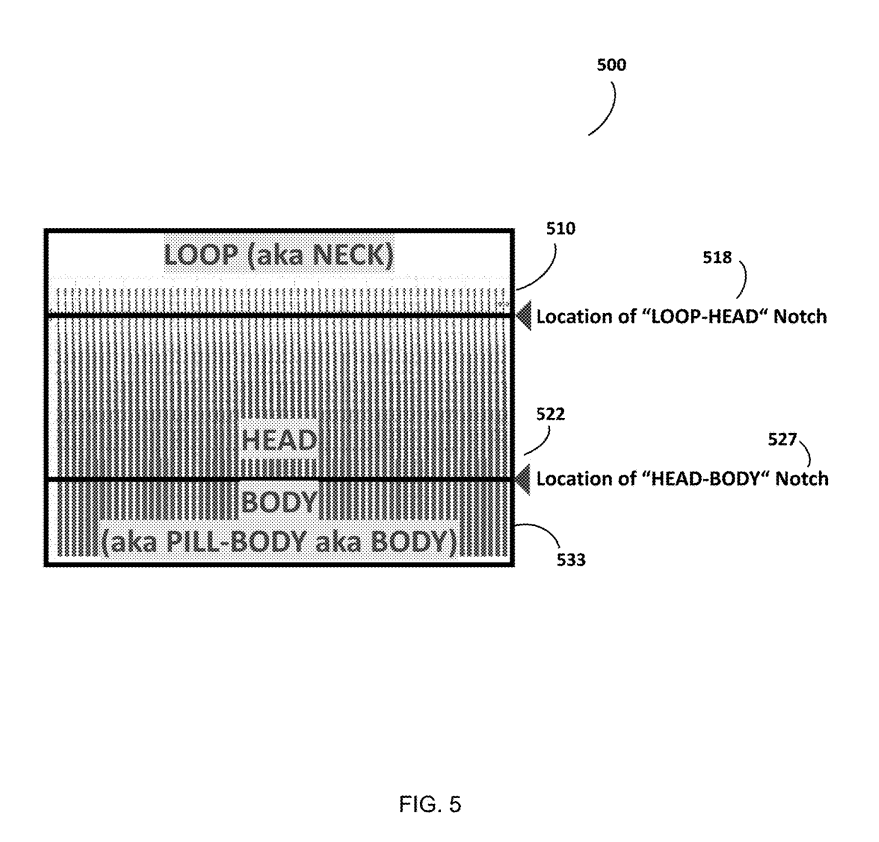 500
LOOP (aka NECK)
510
518
Location of “LOOP-HEAD“ Notch
HEAD
522
527
Location of “HEAD-BODY“ Notch
BODY
(aka PILL-BODY aka BODY)
533
FIG. 5